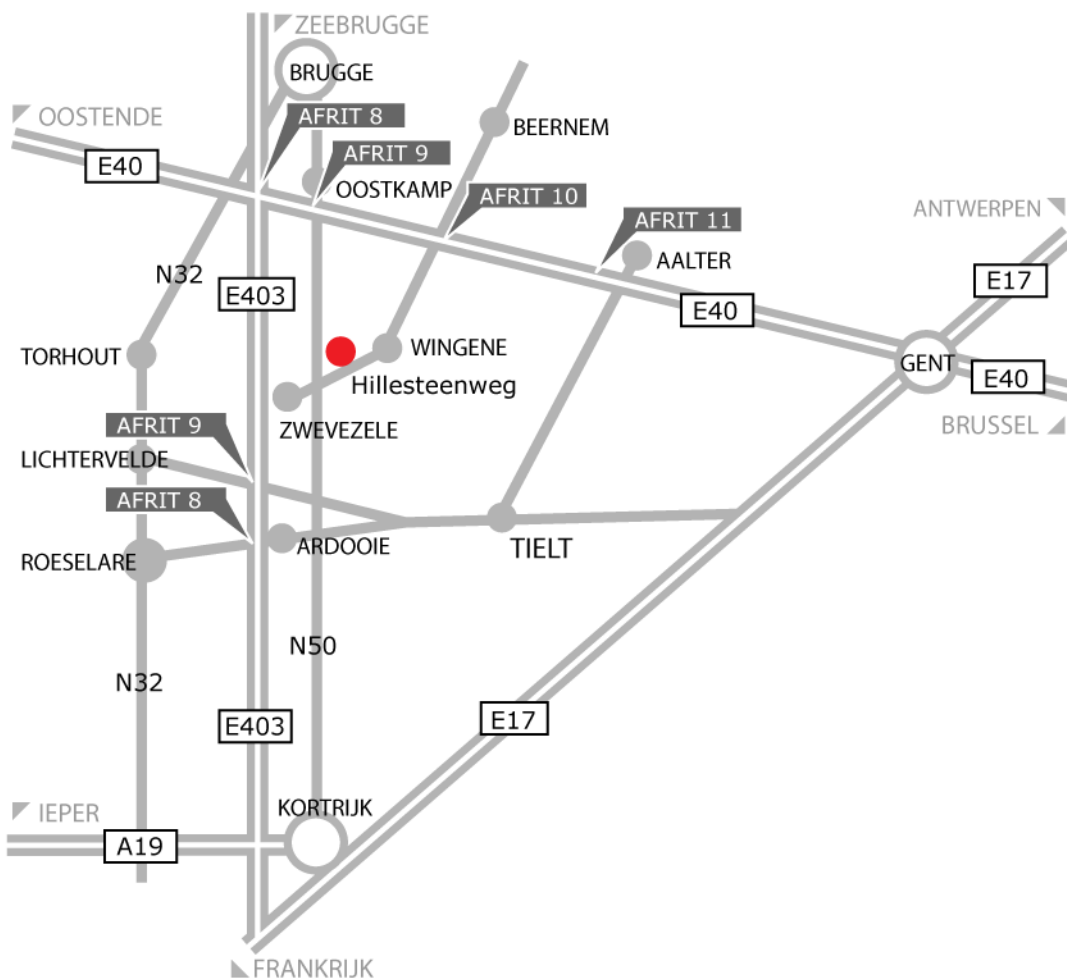 ZEEBRUGGE
BRUGGE
OOSTENDE
AFRIT 8
BEERNEM
E40
AFRIT 9
OOSTKAMP
AFRIT 10
ANTWERPEN
AFRIT 11
AALTER
N32
E403
E17
E40
TORHOUT
WINGENE
GENT
Hillesteenweg
E40
ZWEVEZELE
AFRIT 9
BRUSSEL
LICHTERVELDE
AFRIT 8
ARDOOIE
TIELT
ROESELARE
N50
N32
E403
E17
KORTRIJK
IEPER
A19
FRANKRIJK